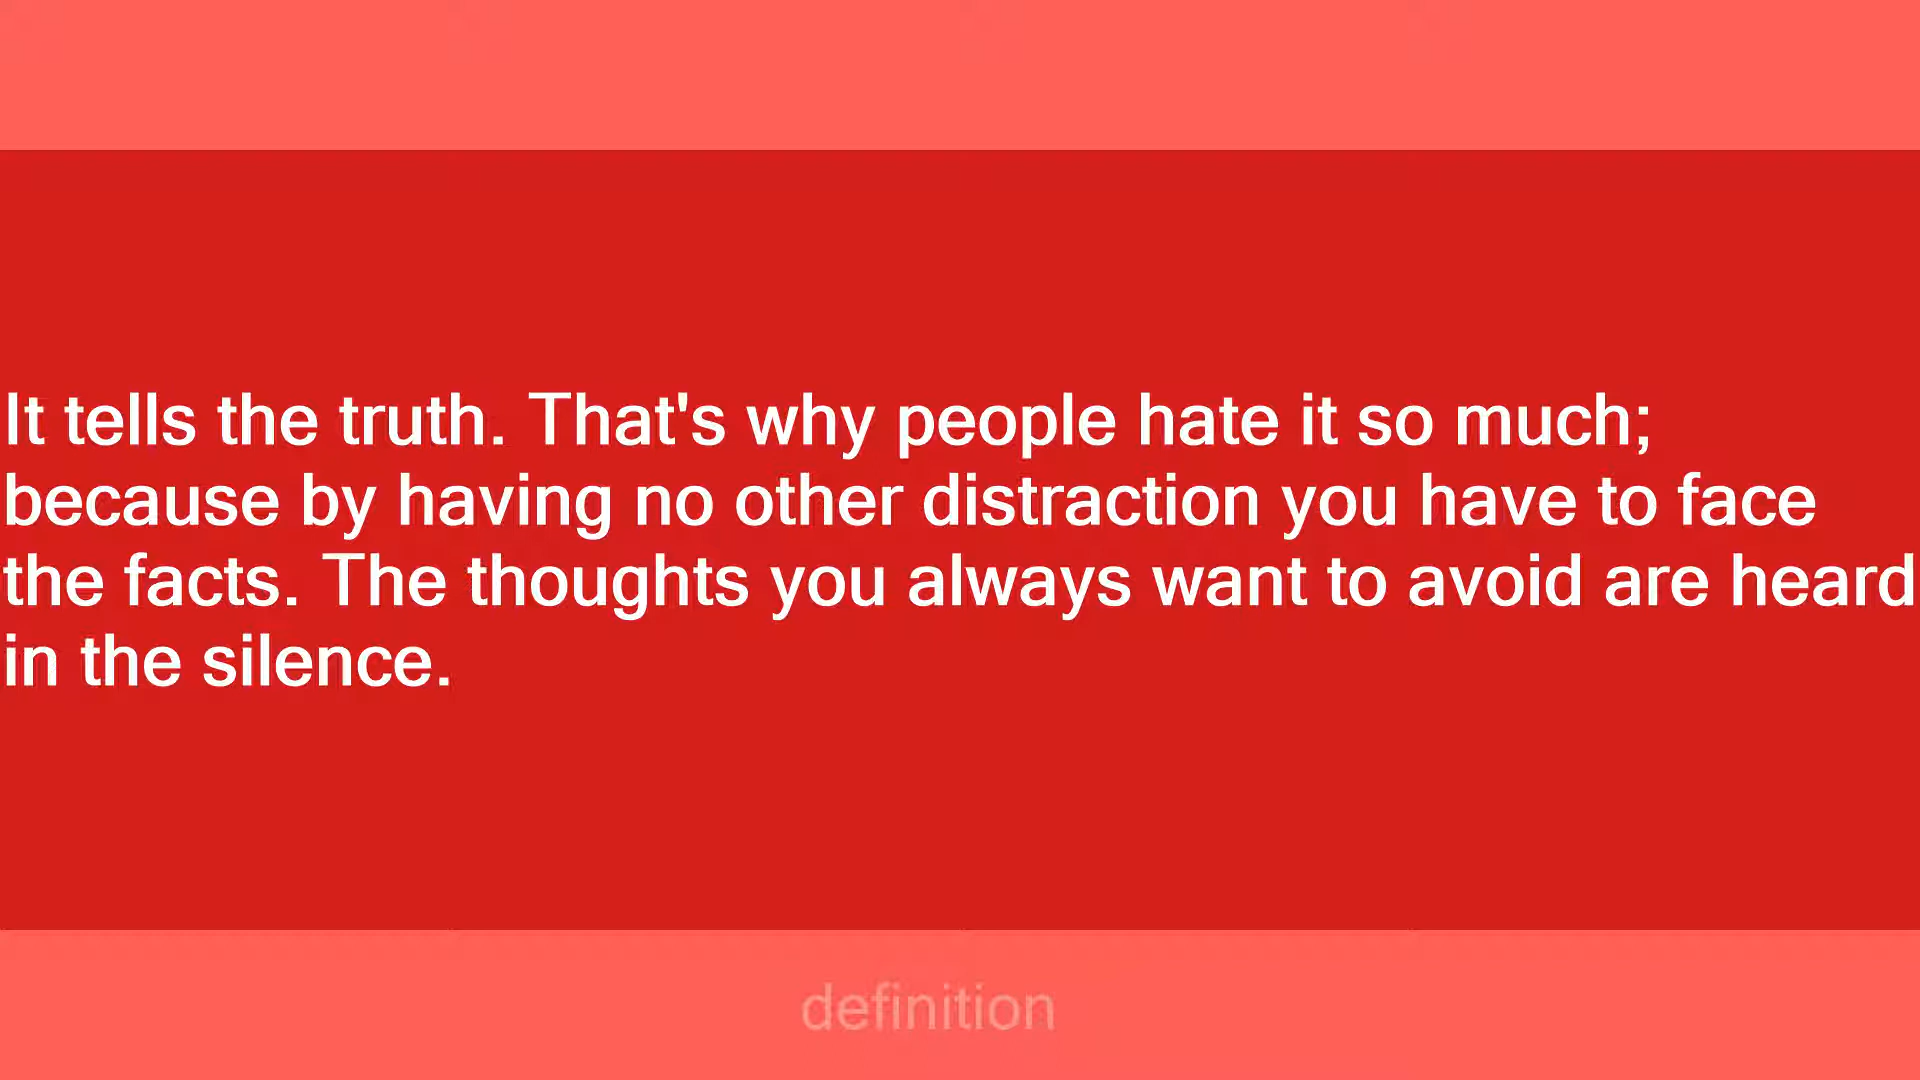 It tells the truth. That's why people hate it so much;
because by having no other distraction you have to face
the facts. The thoughts you always want to avoid are heard
in the silence.
definition